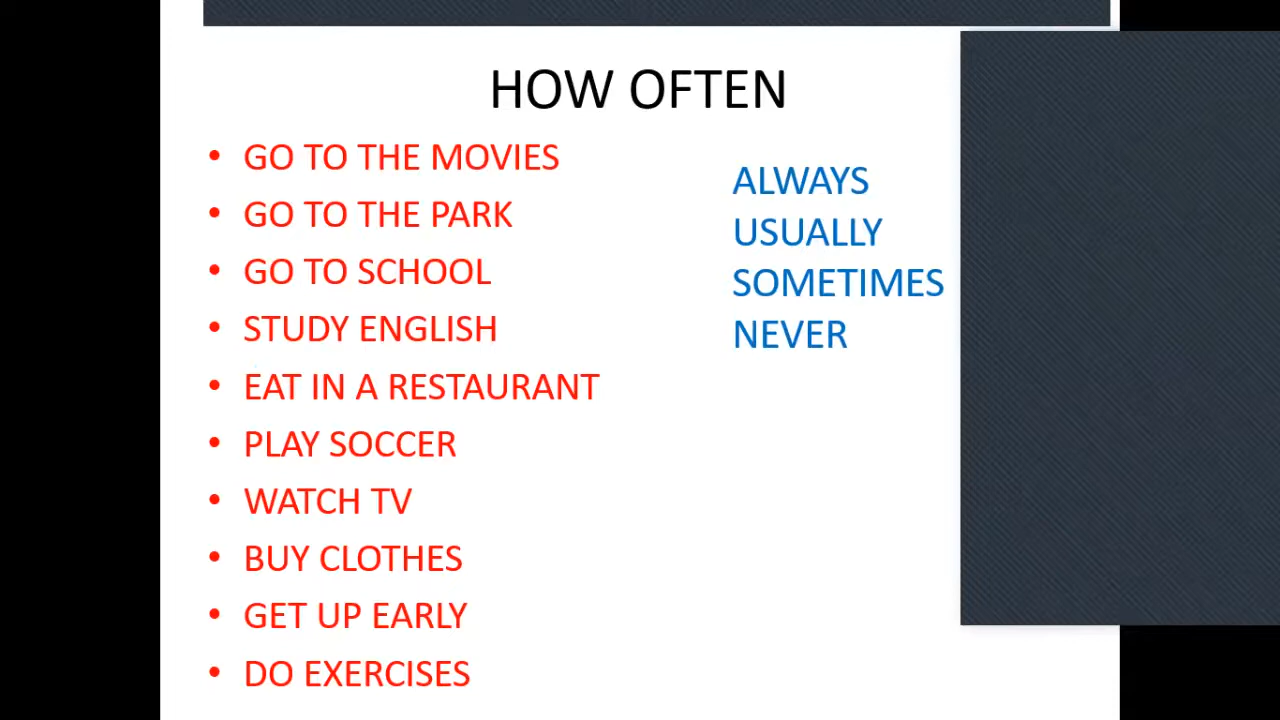 HOW OFTEN
• GO TO THE MOVIES
• GO TO THE PARK
• GO TO SCHOOL
• STUDY ENGLISH
• EAT IN A RESTAURANT
• PLAY SOCCER
• WATCH TV
• BUY CLOTHES
• GET UP EARLY
• DO EXERCISES
ALWAYS
USUALLY
SOMETIMES
NEVER